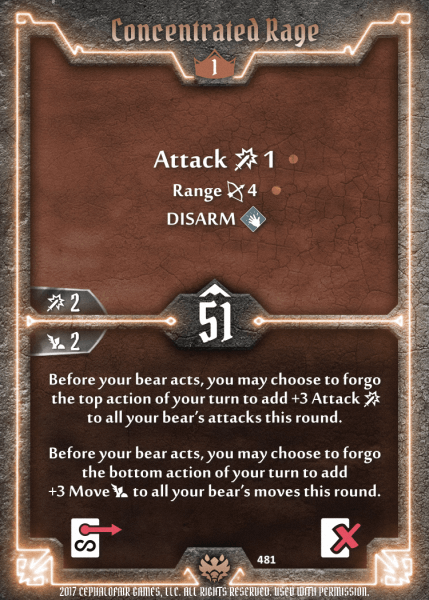 Concentrated Rage
1
Attack 1
Range 4
DISARM
2
51
2
Before your bear acts, you may choose to forgo
the top action of your turn to add +3 Attack
to all your bear's attacks this round.
Before your bear acts, you may choose to forgo
the bottom action of your turn to add
+3 Move to all your bear's moves this round.
S
X
481
2017 CEPHALOFAIR GAMES, LLC. ALL RIGHTS RESERVED. USED WITH PERMISSION.